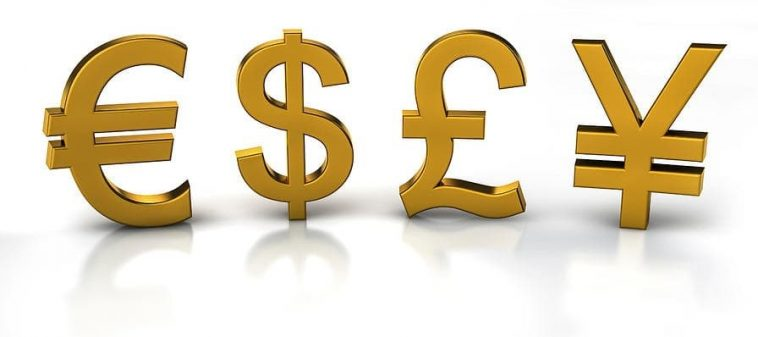 € $ £ ¥